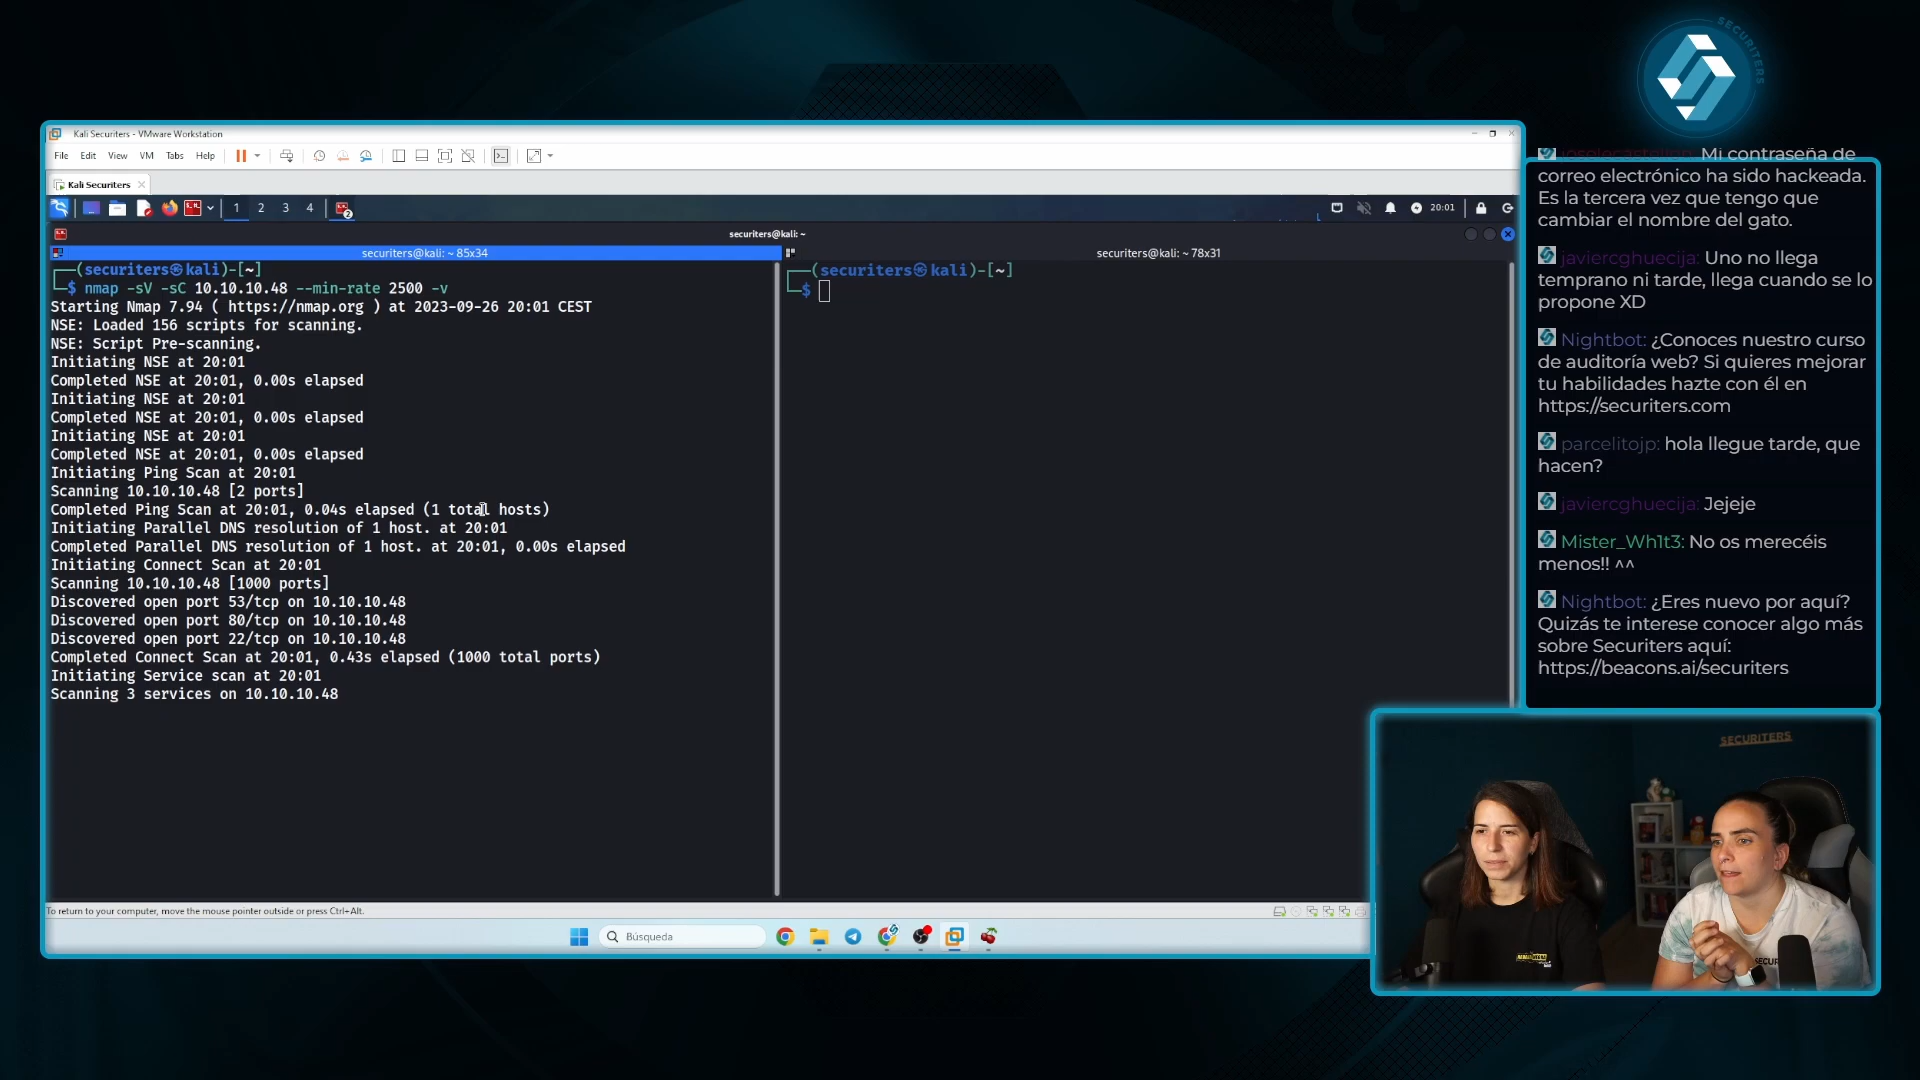 SECURITERS
Kali Securiters - VMware Workstation
File Edit View VM Tabs Help
Kali Securiters
1 2 3 4
2
20:01
securiters@kali: ~
securiters@kali: ~ 85x34
securiters@kali: ~ 78x31
┌──(securiters㉿kali)-[~]
└─$ nmap -sV -sC 10.10.10.48 --min-rate 2500 -v
Starting Nmap 7.94 ( https://nmap.org ) at 2023-09-26 20:01 CEST
NSE: Loaded 156 scripts for scanning.
NSE: Script Pre-scanning.
Initiating NSE at 20:01
Completed NSE at 20:01, 0.00s elapsed
Initiating NSE at 20:01
Completed NSE at 20:01, 0.00s elapsed
Initiating NSE at 20:01
Completed NSE at 20:01, 0.00s elapsed
Initiating Ping Scan at 20:01
Scanning 10.10.10.48 [2 ports]
Completed Ping Scan at 20:01, 0.04s elapsed (1 total hosts)
Initiating Parallel DNS resolution of 1 host. at 20:01
Completed Parallel DNS resolution of 1 host. at 20:01, 0.00s elapsed
Initiating Connect Scan at 20:01
Scanning 10.10.10.48 [1000 ports]
Discovered open port 53/tcp on 10.10.10.48
Discovered open port 80/tcp on 10.10.10.48
Discovered open port 22/tcp on 10.10.10.48
Completed Connect Scan at 20:01, 0.43s elapsed (1000 total ports)
Initiating Service scan at 20:01
Scanning 3 services on 10.10.10.48
┌──(securiters㉿kali)-[~]
└─$
To return to your computer, move the mouse pointer outside or press Ctrl+Alt.
Búsqueda
Mi contraseña de
correo electrónico ha sido hackeada.
Es la tercera vez que tengo que
cambiar el nombre del gato.
javiercghuecija: Uno no llega
temprano ni tarde, llega cuando se lo
propone XD
Nightbot: ¿Conoces nuestro curso
de auditoría web? Si quieres mejorar
tu habilidades hazte con él en
https://securiters.com
parcelitojp: hola llegue tarde, que
hacen?
javiercghuecija: Jejeje
Mister_Wh1t3: No os merecéis
menos!! ^^
Nightbot: ¿Eres nuevo por aquí?
Quizás te interese conocer algo más
sobre Securiters aquí:
https://beacons.ai/securiters
SECURITERS